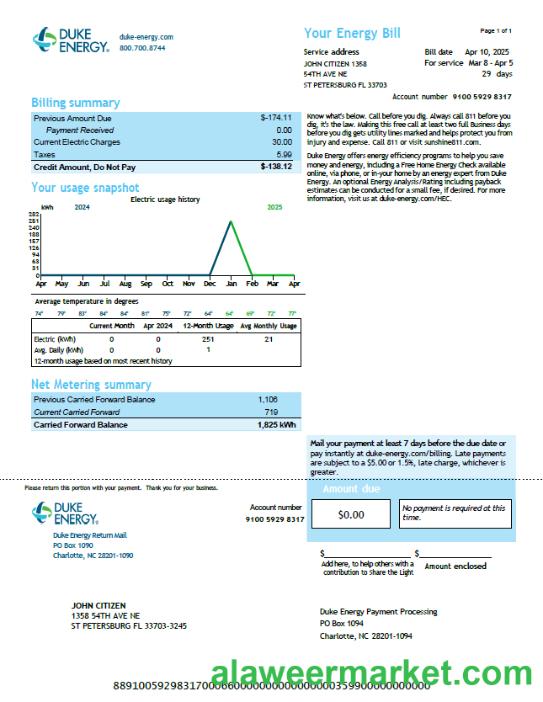 DUKE ENERGY®
duke-energy.com
800.700.8744
Your Energy Bill
Page 1 of 1
Service address
JOHN CITIZEN 1358
54TH AVE NE
ST PETERSBURG FL 33703
Bill date Apr 10, 2025
For service Mar 8 - Apr 5
29 days
Account number 9100 5929 8317
Billing summary
Previous Amount Due $-174.11
Payment Received 0.00
Current Electric Charges 30.00
Taxes 5.99
Credit Amount, Do Not Pay $-138.12
Know what's below. Call before you dig. Always call 811 before you
dig, it's the law. Making this free call at least two full Business days
before you dig gets utility lines marked and helps protect you from
injury and expense. Call 811 or visit sunshine811.com.
Duke Energy offers energy efficiency programs to help you save
money and energy, including a Free Home Energy Check available
online, via phone, or in-your home by an energy expert from Duke
Energy. An optional Energy Analysis/Rating including payback
estimates can be conducted for a small fee, if desired. For more
information, visit us at duke-energy.com/HEC.
Your usage snapshot
Electric usage history
kWh 2024 2025
282
251
240
188
157
126
94
63
31
0
Apr May Jun Jul Aug Sep Oct Nov Dec Jan Feb Mar Apr
Average temperature in degrees
74° 79° 83° 84° 84° 81° 75° 72° 64° 64° 69° 72° 77°
Current Month Apr 2024 12-Month Usage Avg Monthly Usage
Electric (kWh) 0 0 251 21
Avg. Daily (kWh) 0 0 1
12-month usage based on most recent history
Net Metering summary
Previous Carried Forward Balance 1,106
Current Carried Forward 719
Carried Forward Balance 1,825 kWh
Mail your payment at least 7 days before the due date or
pay instantly at duke-energy.com/billing. Late payments
are subject to a $5.00 or 1.5%, late charge, whichever is
greater.
Please return this portion with your payment. Thank you for your business.
Amount due
DUKE ENERGY®
Account number
9100 5929 8317
$0.00
No payment is required at this
time.
Duke Energy Return Mail
PO Box 1090
Charlotte, NC 28201-1090
$ $
Add here, to help others with a
contribution to Share the Light
Amount enclosed
JOHN CITIZEN
1358 54TH AVE NE
ST PETERSBURG FL 33703-3245
Duke Energy Payment Processing
PO Box 1094
Charlotte, NC 28201-1094
alaweermarket.com